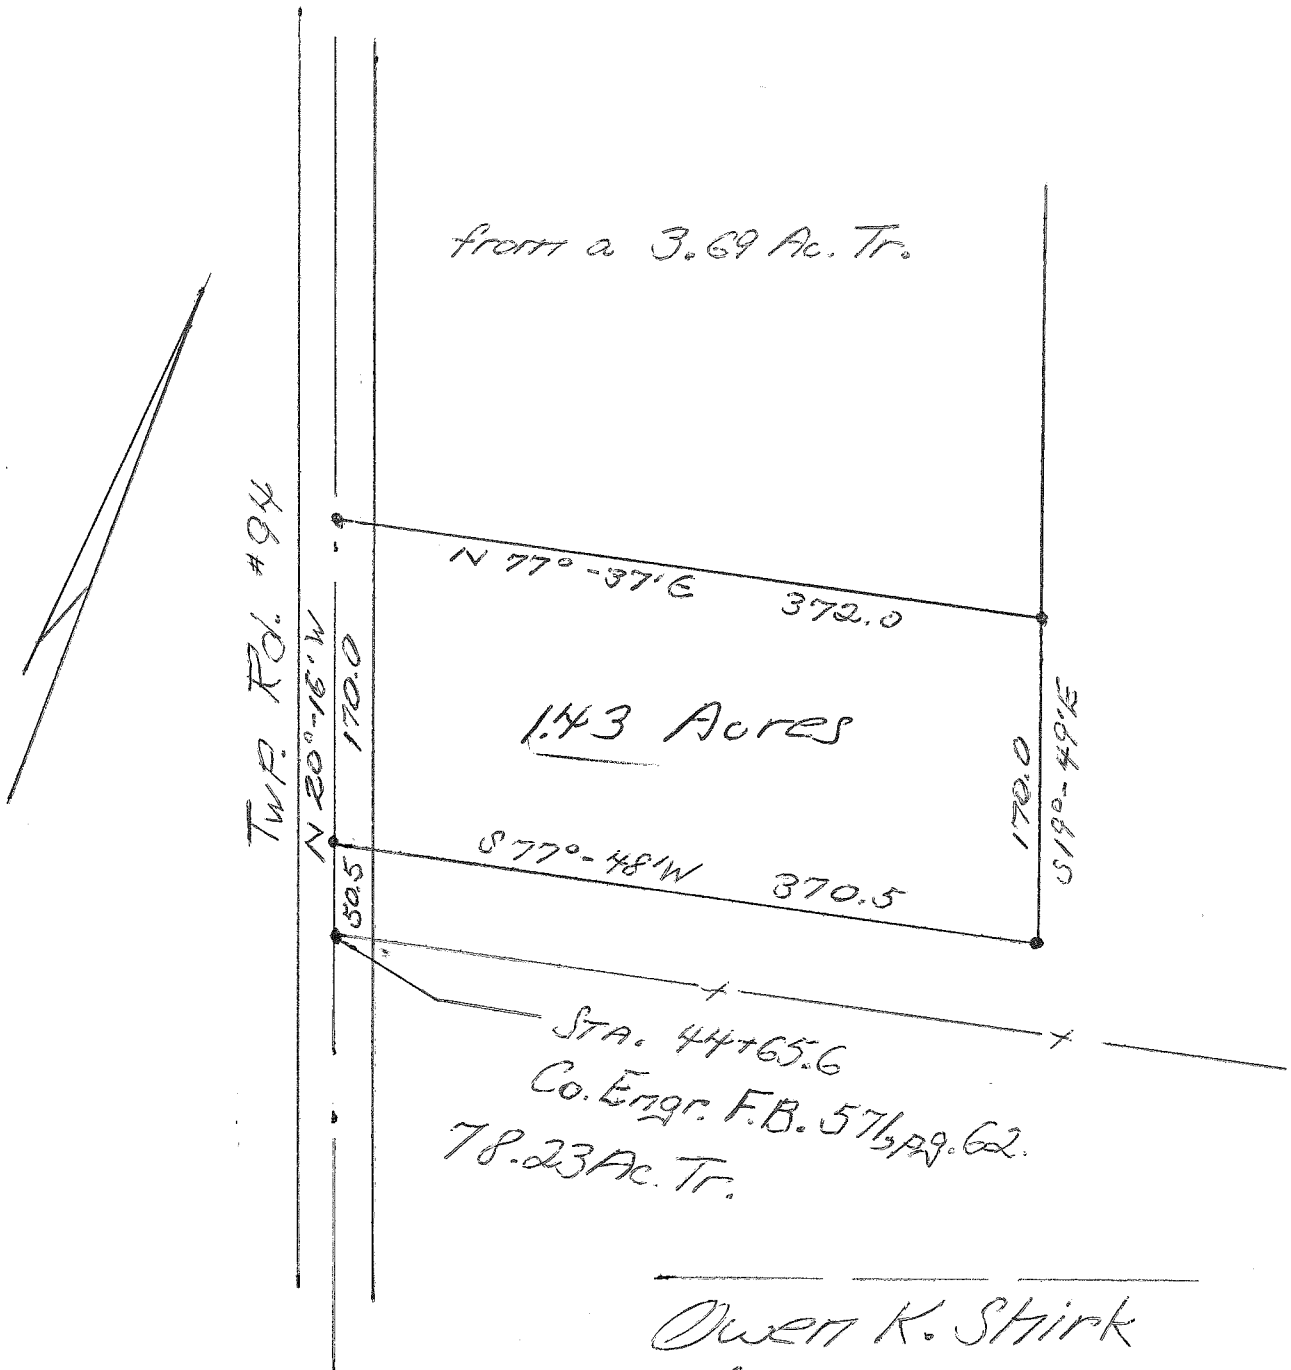 from a 3.69 Ac. Tr.
Twp. Rd. #94
N 77°-37'E 372.0
N 20°-16'W
170.0
1.43 Acres
170.0
S19°-49'E
S 77°-48'W 370.5
50.5
STA. 44+65.6
Co. Engr. F.B. 571, pg. 62.
78.23 Ac. Tr.
Owen K. Shirk